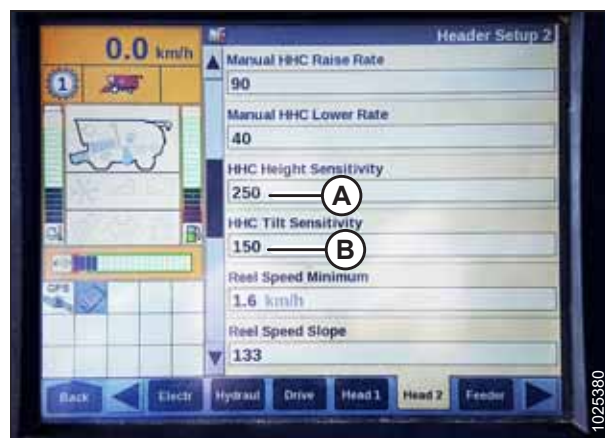 0.0 km/h
Header Setup 2
1
Manual HHC Raise Rate
90
Manual HHC Lower Rate
40
HHC Height Sensitivity
250
A
HHC Tilt Sensitivity
150
B
Reel Speed Minimum
1.6 km/h
GPS
Reel Speed Slope
133
Back
Electr
Hydraul
Drive
Head 1
Head 2
Feeder
1025380